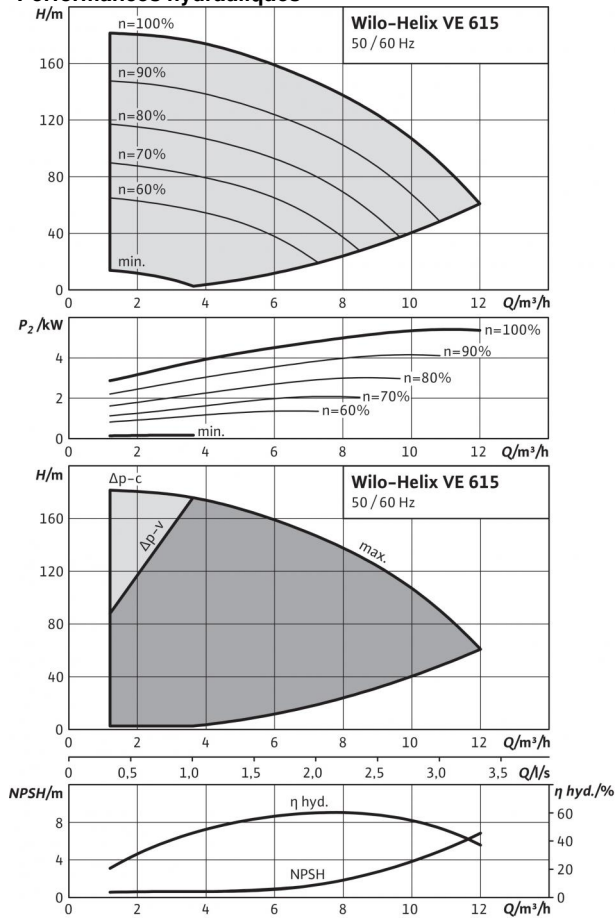 Performances hydrauliques
H/m
n=100%
Wilo-Helix VE 615
50/60 Hz
160
n=90%
120
n=80%
80
n=70%
n=60%
40
min.
0
0 2 4 6 8 10 12 Q/m³/h
P₂/kW
n=100%
4
n=90%
n=80%
2
n=70%
n=60%
min.
0
0 2 4 6 8 10 12 Q/m³/h
H/m
Δp-c
Wilo-Helix VE 615
50/60 Hz
160
Δp-v
max.
120
80
40
0
0 2 4 6 8 10 12 Q/m³/h
0 0,5 1,0 1,5 2,0 2,5 3,0 3,5 Q/l/s
NPSH/m
η hyd./%
η hyd.
8
60
40
4
NPSH
20
0
0
0 2 4 6 8 10 12 Q/m³/h